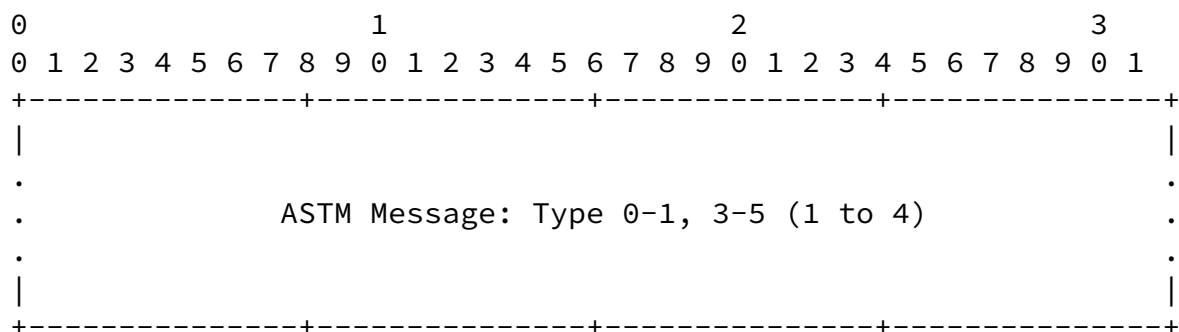 0                   1                   2                   3
0 1 2 3 4 5 6 7 8 9 0 1 2 3 4 5 6 7 8 9 0 1 2 3 4 5 6 7 8 9 0 1
+---------------+---------------+---------------+---------------+
|                                                               |
.                                                               .
.              ASTM Message: Type 0-1, 3-5 (1 to 4)             .
.                                                               .
|                                                               |
+---------------+---------------+---------------+---------------+